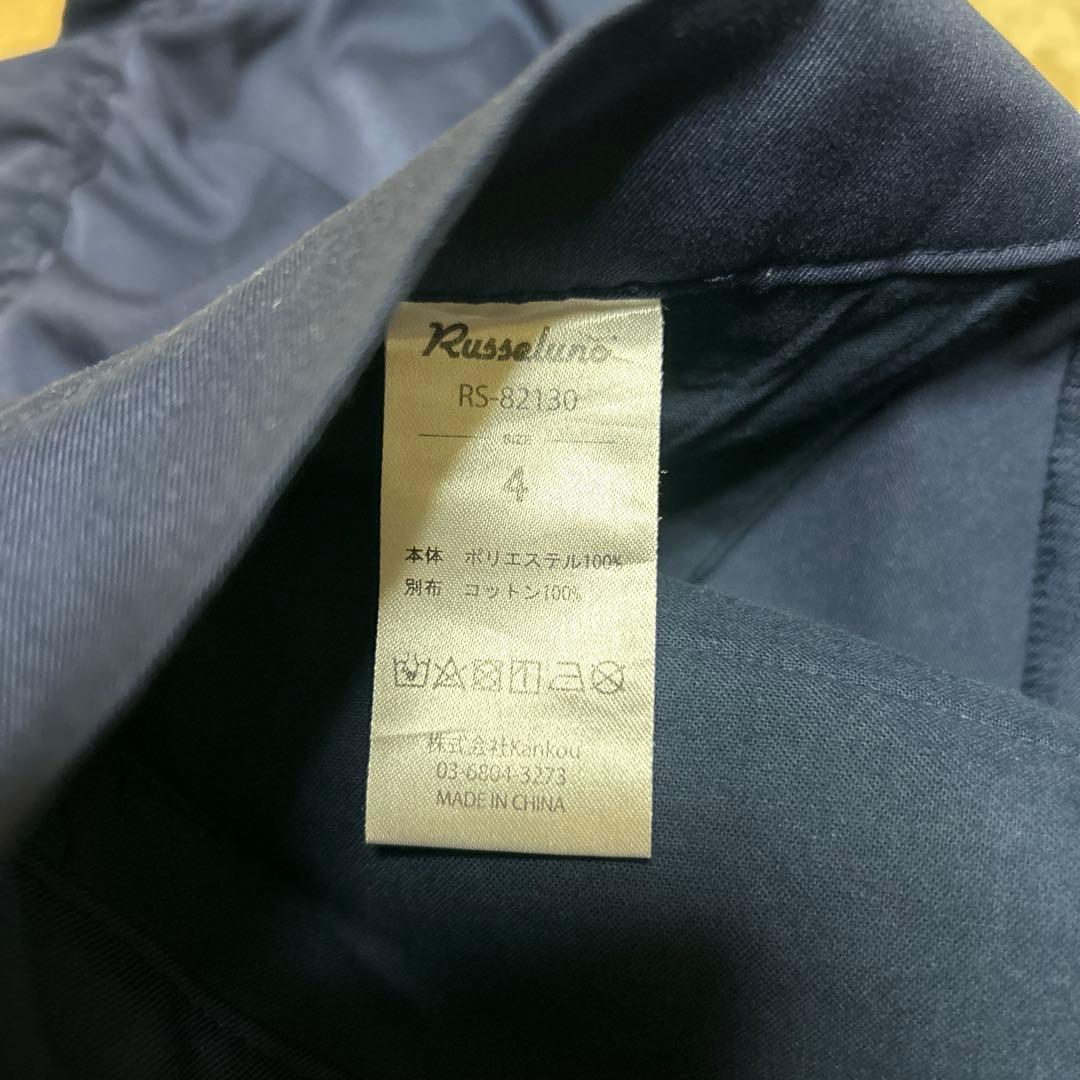 Russeluno
RS-82130
SIZE
4
本体 ポリエステル100%
別布 コットン100%
株式会社Kankou
03-6804-3273
MADE IN CHINA